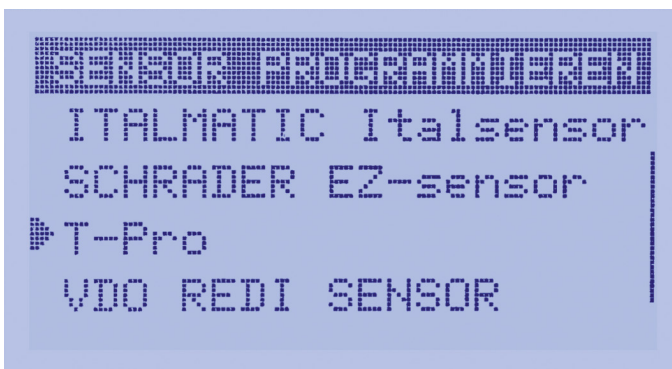 SENSOR PROGRAMMIEREN
ITALMATIC Italsensor
SCHRADER EZ-sensor
T-Pro
VDO REDI SENSOR